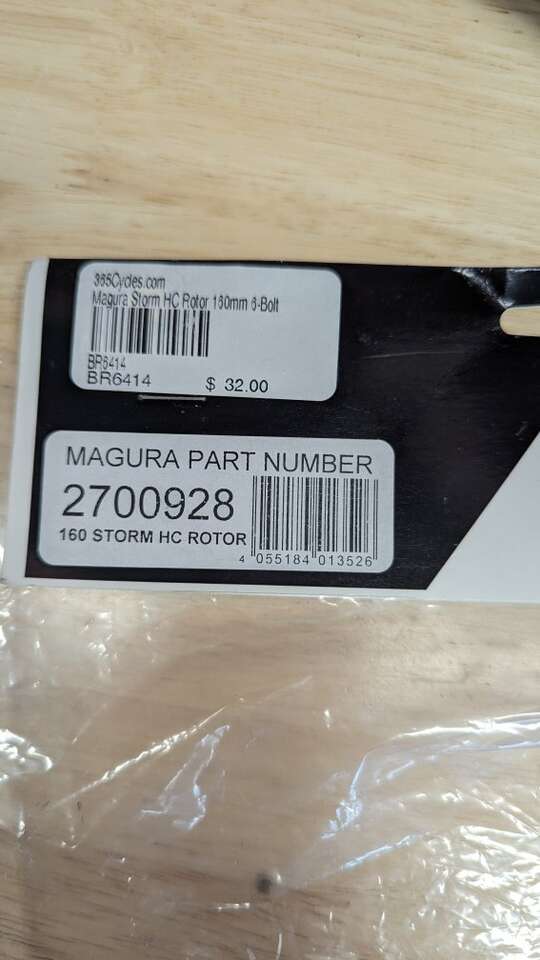 365Cycles.com
Magura Storm HC Rotor 160mm 6-Bolt
BR6414
BR6414 $ 32.00
MAGURA PART NUMBER
2700928
160 STORM HC ROTOR
4 055184 013526